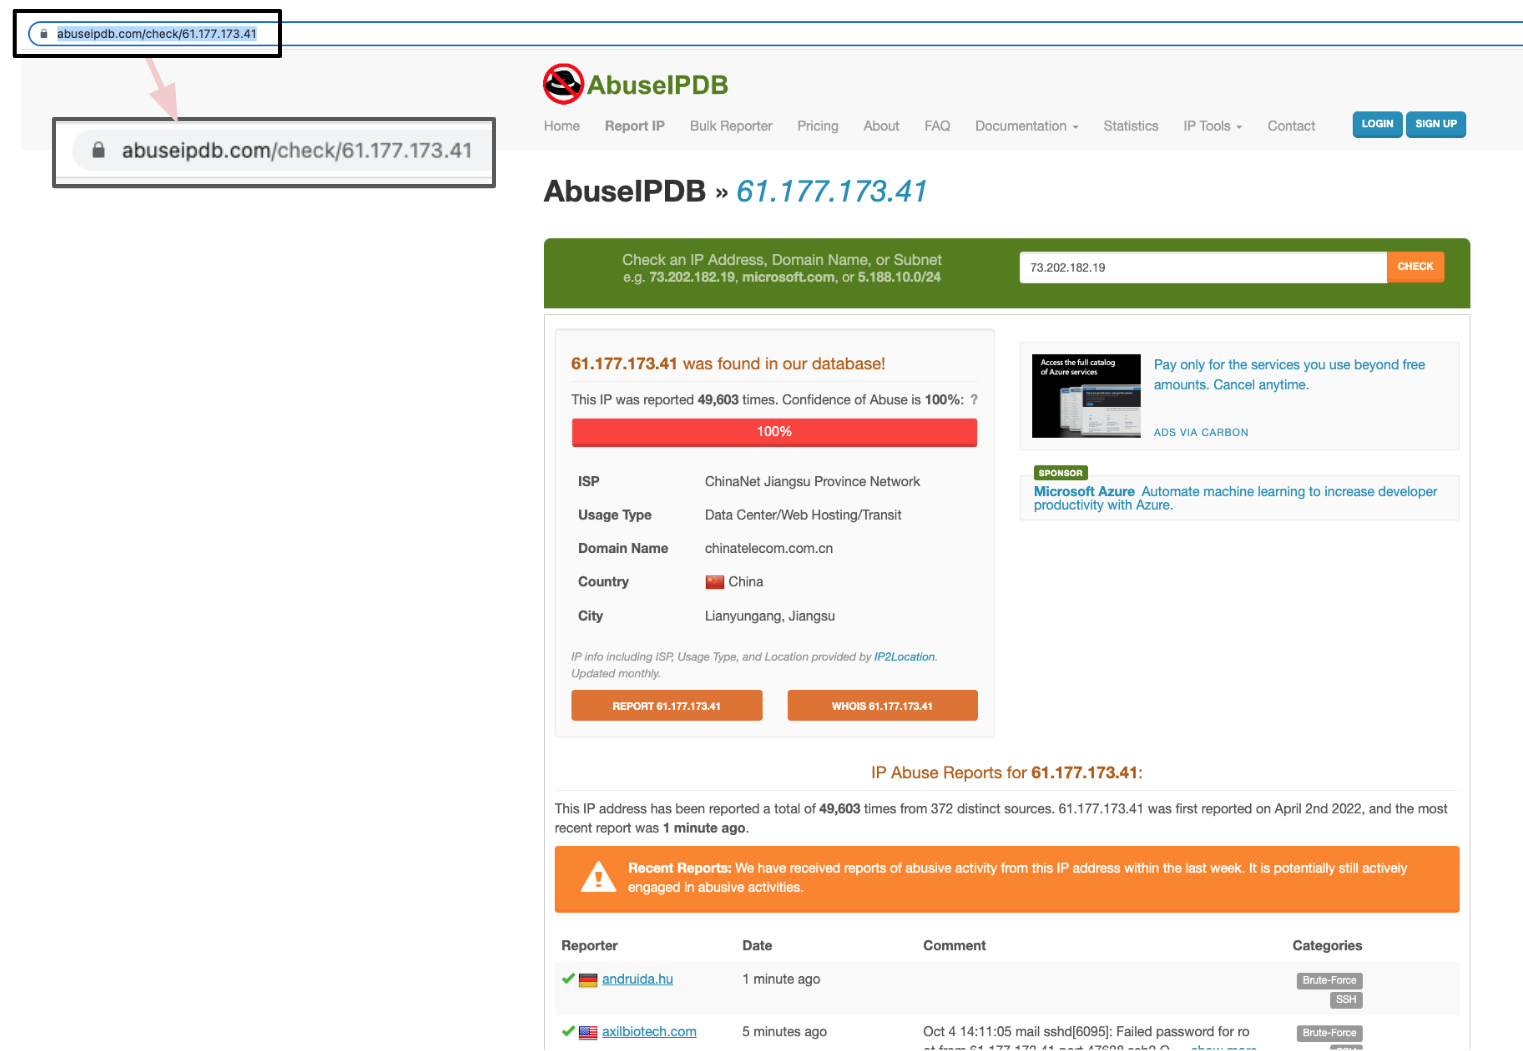 abuseipdb.com/check/61.177.173.41
abuseipdb.com/check/61.177.173.41
AbuseIPDB
Home Report IP Bulk Reporter Pricing About FAQ Documentation Statistics IP Tools Contact LOGIN SIGN UP
AbuseIPDB » 61.177.173.41
Check an IP Address, Domain Name, or Subnet
e.g. 73.202.182.19, microsoft.com, or 5.188.10.0/24
73.202.182.19 CHECK
61.177.173.41 was found in our database!
This IP was reported 49,603 times. Confidence of Abuse is 100%: ?
100%
ISP ChinaNet Jiangsu Province Network
Usage Type Data Center/Web Hosting/Transit
Domain Name chinatelecom.com.cn
Country China
City Lianyungang, Jiangsu
IP info including ISP, Usage Type, and Location provided by IP2Location.
Updated monthly.
REPORT 61.177.173.41 WHOIS 61.177.173.41
Access the full catalog
of Azure services
Pay only for the services you use beyond free
amounts. Cancel anytime.
ADS VIA CARBON
SPONSOR
Microsoft Azure Automate machine learning to increase developer
productivity with Azure.
IP Abuse Reports for 61.177.173.41:
This IP address has been reported a total of 49,603 times from 372 distinct sources. 61.177.173.41 was first reported on April 2nd 2022, and the most
recent report was 1 minute ago.
Recent Reports: We have received reports of abusive activity from this IP address within the last week. It is potentially still actively
engaged in abusive activities.
Reporter Date Comment Categories
andruida.hu 1 minute ago Brute-Force
SSH
axilbiotech.com 5 minutes ago Oct 4 14:11:05 mail sshd[6095]: Failed password for ro Brute-Force
ot from 61.177.173.41 port 47628 ssh2 O show more SSH